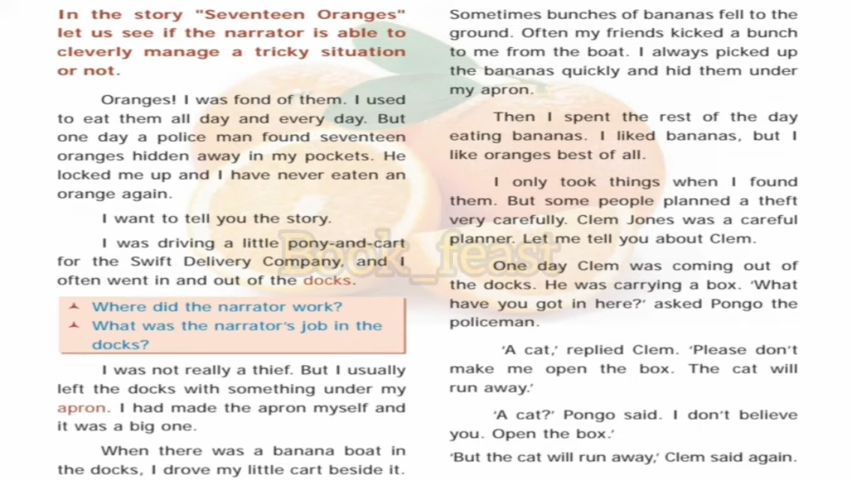 In the story "Seventeen Oranges"
let us see if the narrator is able to
cleverly manage a tricky situation
or not.
Oranges! I was fond of them. I used
to eat them all day and every day. But
one day a police man found seventeen
oranges hidden away in my pockets. He
locked me up and I have never eaten an
orange again.
I want to tell you the story.
I was driving a little pony-and-cart
for the Swift Delivery Company, and I
often went in and out of the docks.
Where did the narrator work?
What was the narrator's job in the
docks?
I was not really a thief. But I usually
left the docks with something under my
apron. I had made the apron myself and
it was a big one.
When there was a banana boat in
the docks, I drove my little cart beside it.
Sometimes bunches of bananas fell to the
ground. Often my friends kicked a bunch
to me from the boat. I always picked up
the bananas quickly and hid them under
my apron.
Then I spent the rest of the day
eating bananas. I liked bananas, but I
like oranges best of all.
I only took things when I found
them. But some people planned a theft
very carefully. Clem Jones was a careful
planner. Let me tell you about Clem.
One day Clem was coming out of
the docks. He was carrying a box. 'What
have you got in here?' asked Pongo the
policeman.
'A cat,' replied Clem. 'Please don't
make me open the box. The cat will
run away.'
'A cat?' Pongo said. I don't believe
you. Open the box.'
'But the cat will run away,' Clem said again.
Book_feast